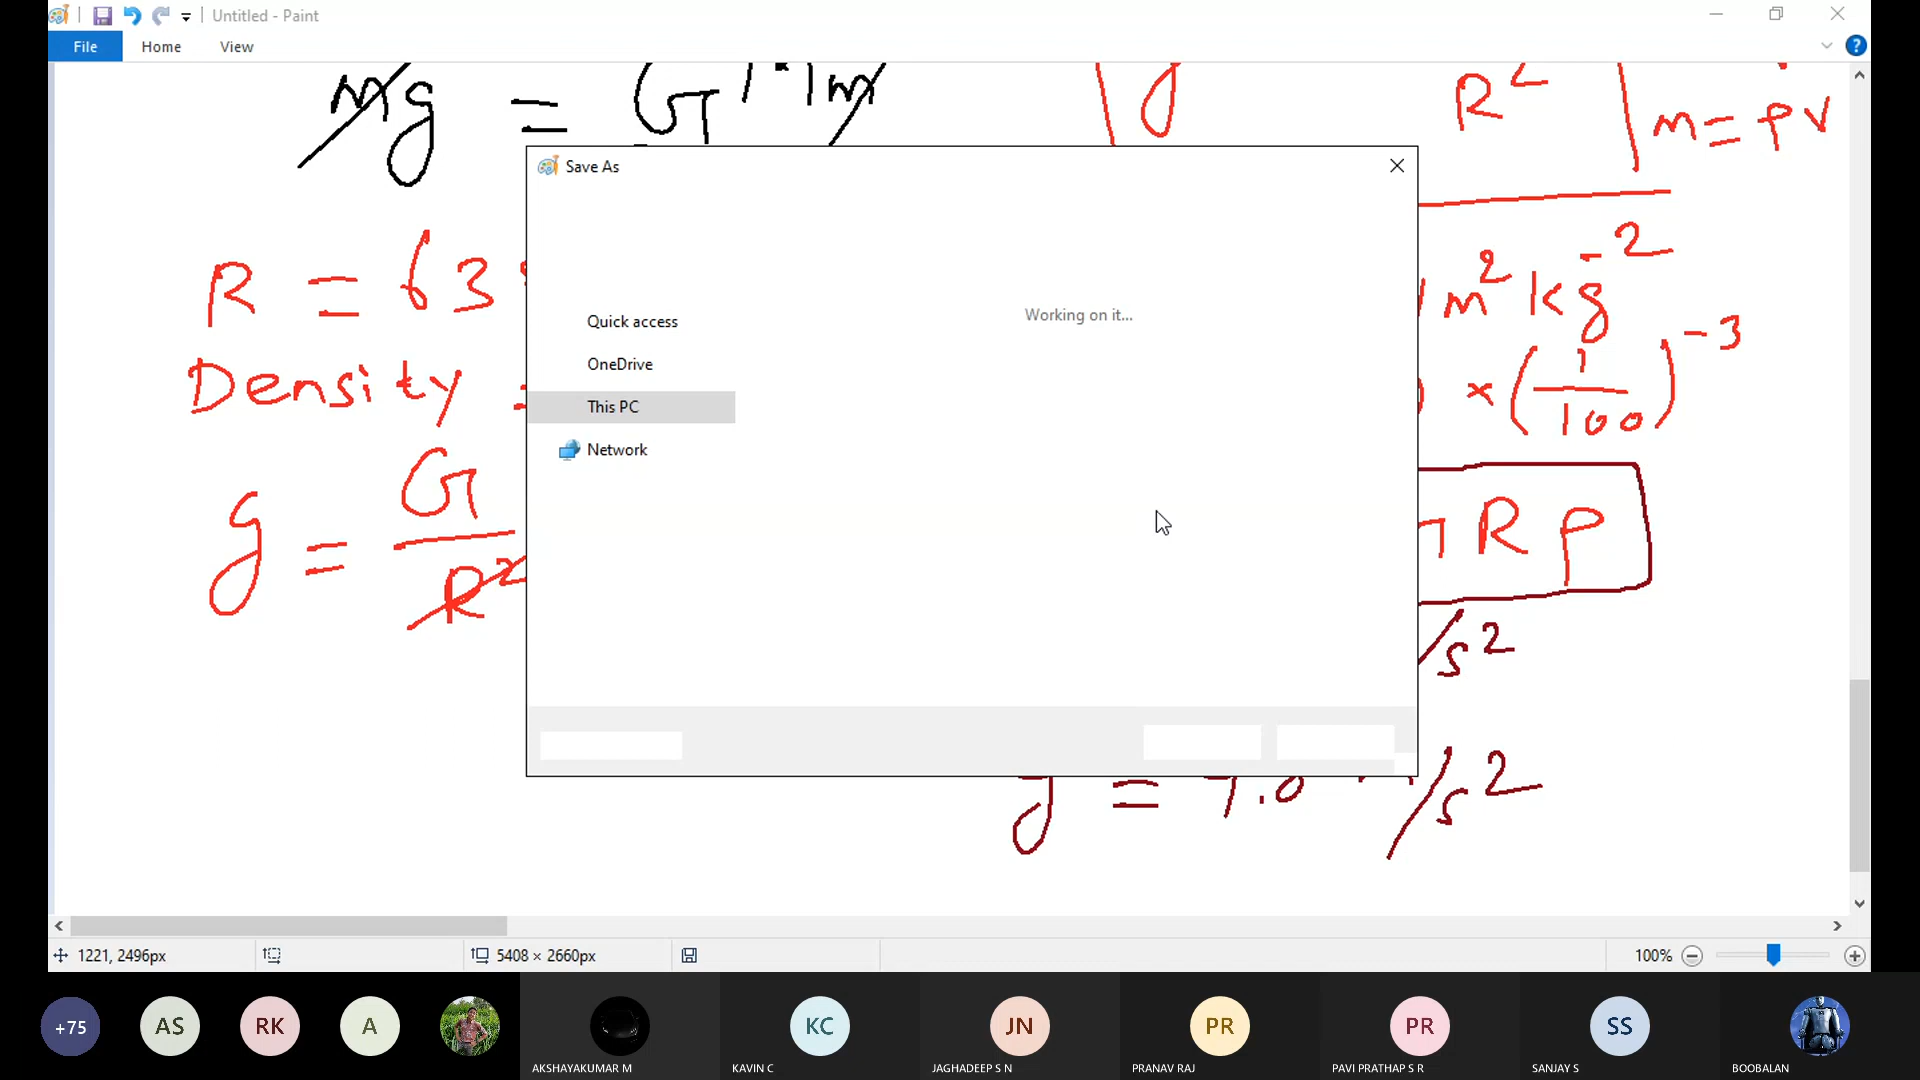 Untitled - Paint
File Home View
mg = G m
g R² m = ρV
Save As
R = 63
m² kg⁻²
Quick access
Working on it...
OneDrive
Density
× (1/100)⁻³
This PC
Network
g = G
R²
R ρ
/s²
g = 9.8 /s²
1221, 2496px
5408 × 2660px
100%
+75 AS RK A KC JN PR PR SS
AKSHAYAKUMAR M KAVIN C JAGHADEEP S N PRANAV RAJ PAVI PRATHAP S R SANJAY S BOOBALAN